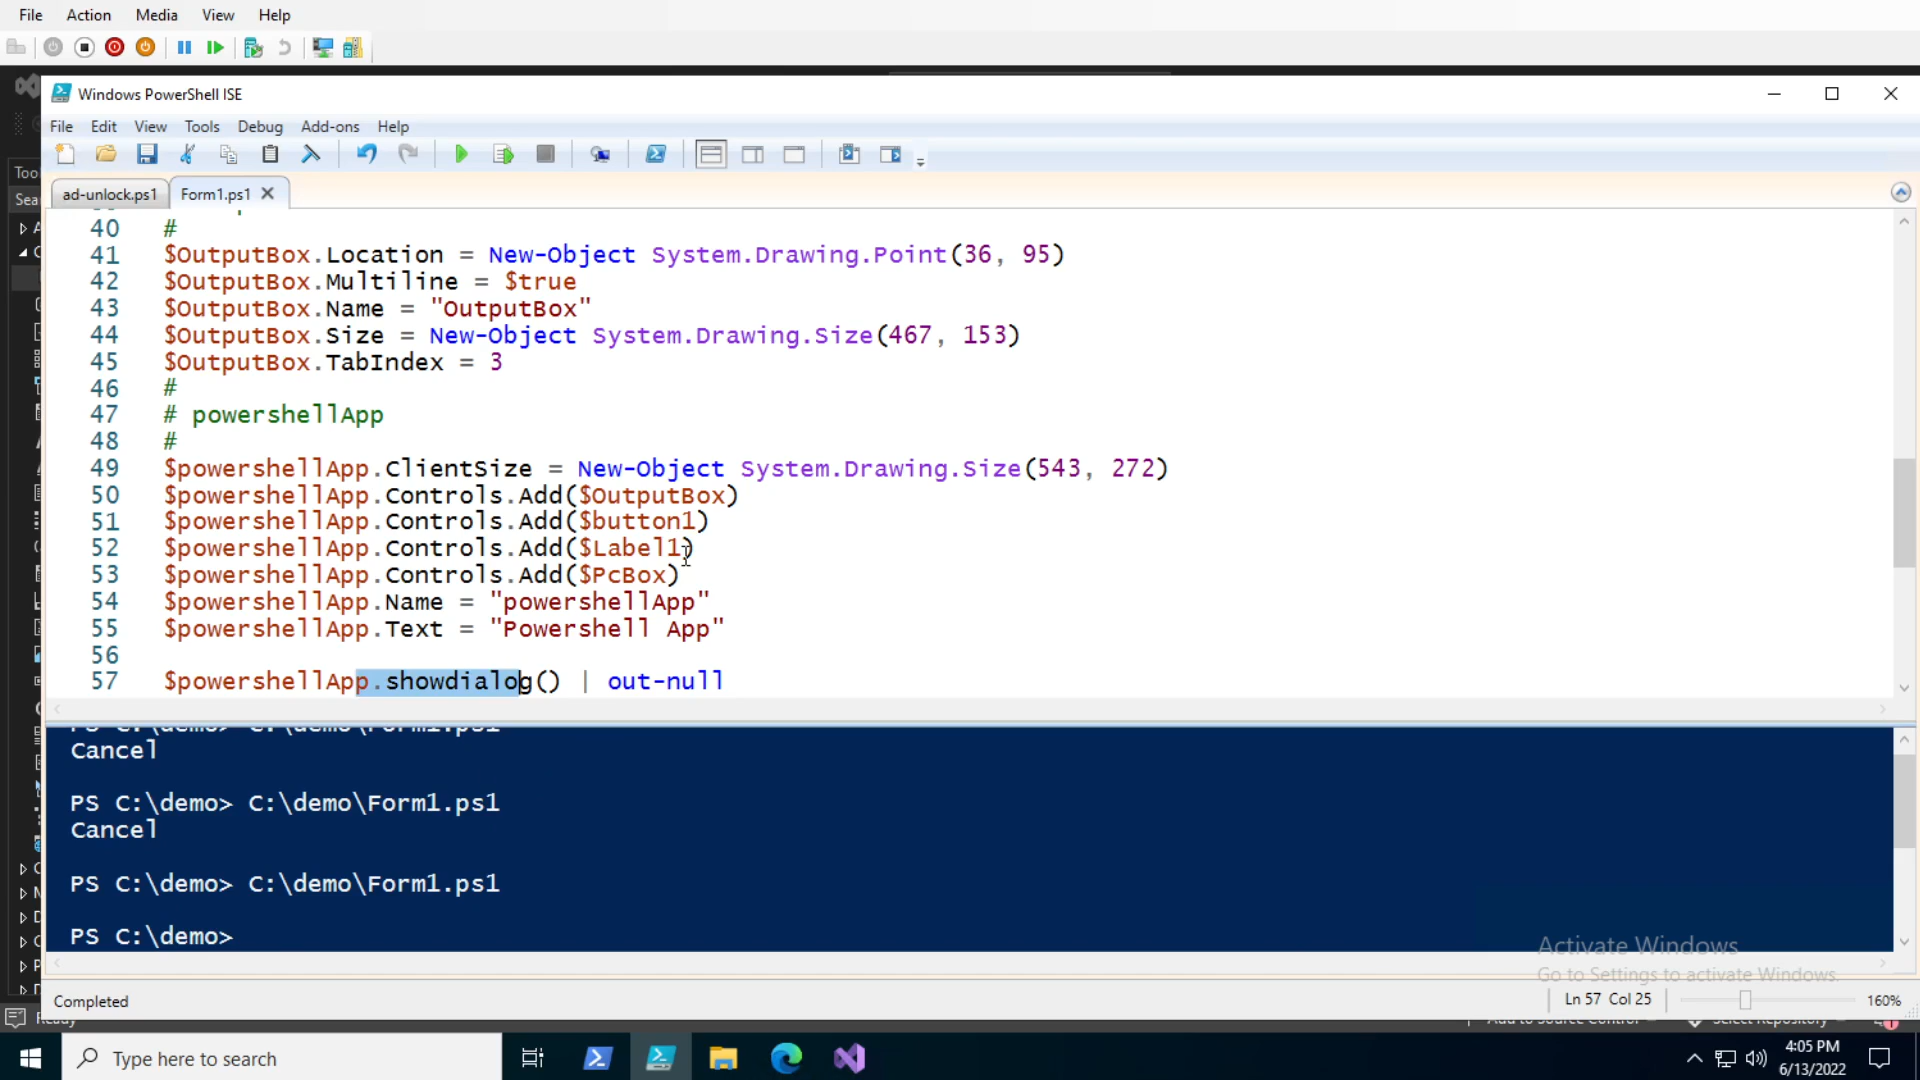 File Action Media View Help
Windows PowerShell ISE
File Edit View Tools Debug Add-ons Help
ad-unlock.ps1 Form1.ps1
40 #
41 $OutputBox.Location = New-Object System.Drawing.Point(36, 95)
42 $OutputBox.Multiline = $true
43 $OutputBox.Name = "OutputBox"
44 $OutputBox.Size = New-Object System.Drawing.Size(467, 153)
45 $OutputBox.TabIndex = 3
46 #
47 # powershellApp
48 #
49 $powershellApp.ClientSize = New-Object System.Drawing.Size(543, 272)
50 $powershellApp.Controls.Add($OutputBox)
51 $powershellApp.Controls.Add($button1)
52 $powershellApp.Controls.Add($Label1)
53 $powershellApp.Controls.Add($PcBox)
54 $powershellApp.Name = "powershellApp"
55 $powershellApp.Text = "Powershell App"
56
57 $powershellApp.showdialog() | out-null
PS C:\demo> C:\demo\Form1.ps1
Cancel
PS C:\demo> C:\demo\Form1.ps1
Cancel
PS C:\demo> C:\demo\Form1.ps1
PS C:\demo>
Activate Windows
Go to Settings to activate Windows.
Completed
Ln 57 Col 25
160%
Type here to search
4:05 PM
6/13/2022